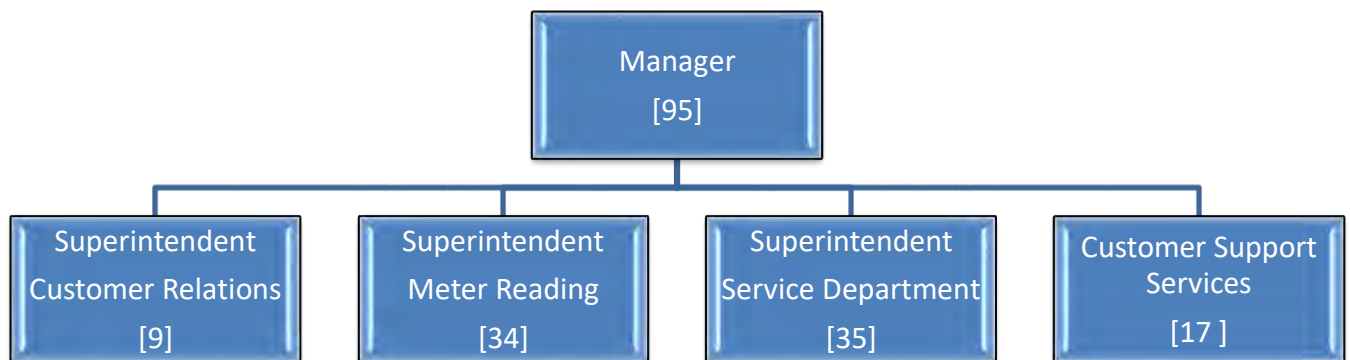 Manager
[95]
Superintendent
Customer Relations
[9]
Superintendent
Meter Reading
[34]
Superintendent
Service Department
[35]
Customer Support
Services
[17 ]